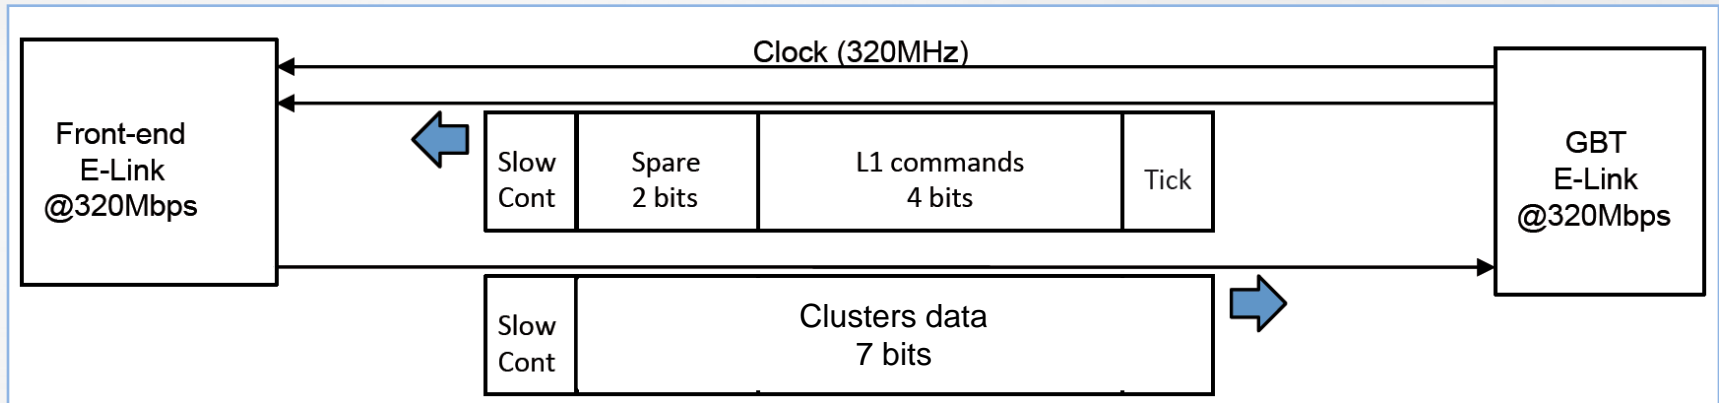 Clock (320MHz)
Front-end
E-Link
@320Mbps
Slow
Cont
Spare
2 bits
L1 commands
4 bits
Tick
GBT
E-Link
@320Mbps
Slow
Cont
Clusters data
7 bits